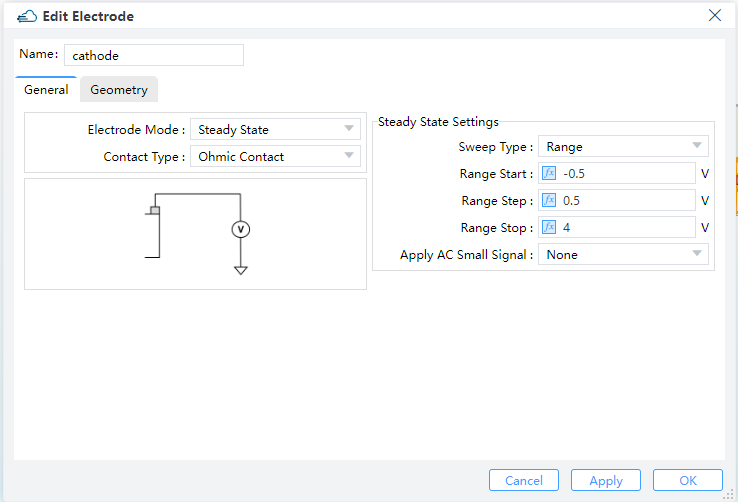 Edit Electrode
Name: cathode
General Geometry
Electrode Mode : Steady State
Contact Type : Ohmic Contact
V
Steady State Settings
Sweep Type : Range
Range Start : fx -0.5 V
Range Step : fx 0.5 V
Range Stop : fx 4 V
Apply AC Small Signal : None
Cancel Apply OK